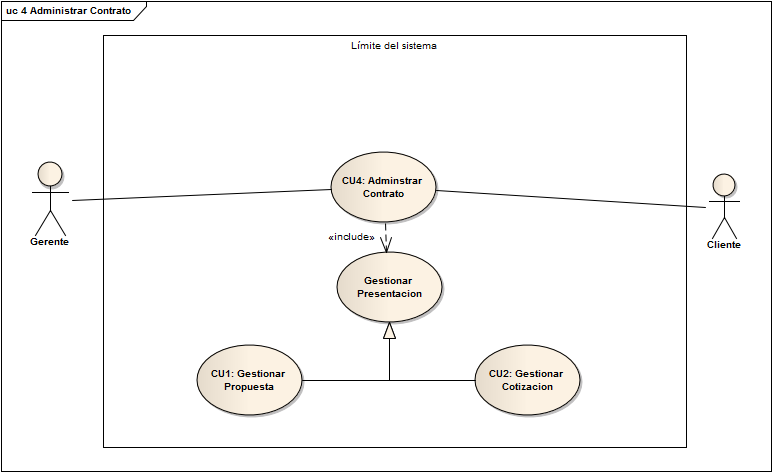 uc 4 Administrar Contrato
Límite del sistema
CU4: Adminstrar
Contrato
Gerente
Cliente
«include»
Gestionar
Presentacion
CU1: Gestionar
Propuesta
CU2: Gestionar
Cotizacion